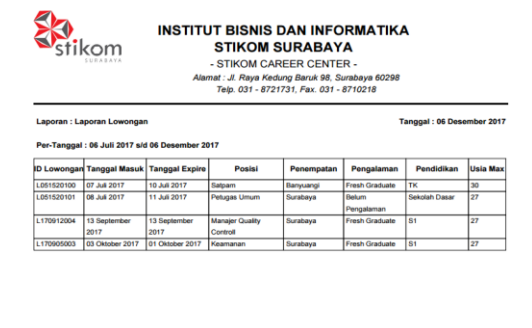 stikom
SURABAYA
INSTITUT BISNIS DAN INFORMATIKA
STIKOM SURABAYA
- STIKOM CAREER CENTER -
Alamat : Jl. Raya Kedung Baruk 98, Surabaya 60298
Telp. 031 - 8721731, Fax. 031 - 8710218
Laporan : Laporan Lowongan Tanggal : 06 Desember 2017
Per-Tanggal : 06 Juli 2017 s/d 06 Desember 2017
ID Lowongan Tanggal Masuk Tanggal Expire Posisi Penempatan Pengalaman Pendidikan Usia Max
L051520100 07 Juli 2017 10 Juli 2017 Satpam Banyuangi Fresh Graduate TK 30
L051520101 08 Juli 2017 11 Juli 2017 Petugas Umum Surabaya Belum Sekolah Dasar 27
Pengalaman
L170912004 13 September 13 September Manajer Quality Surabaya Fresh Graduate S1 27
2017 2017 Controll
L170905003 03 Oktober 2017 01 Oktober 2017 Keamanan Surabaya Fresh Graduate S1 27